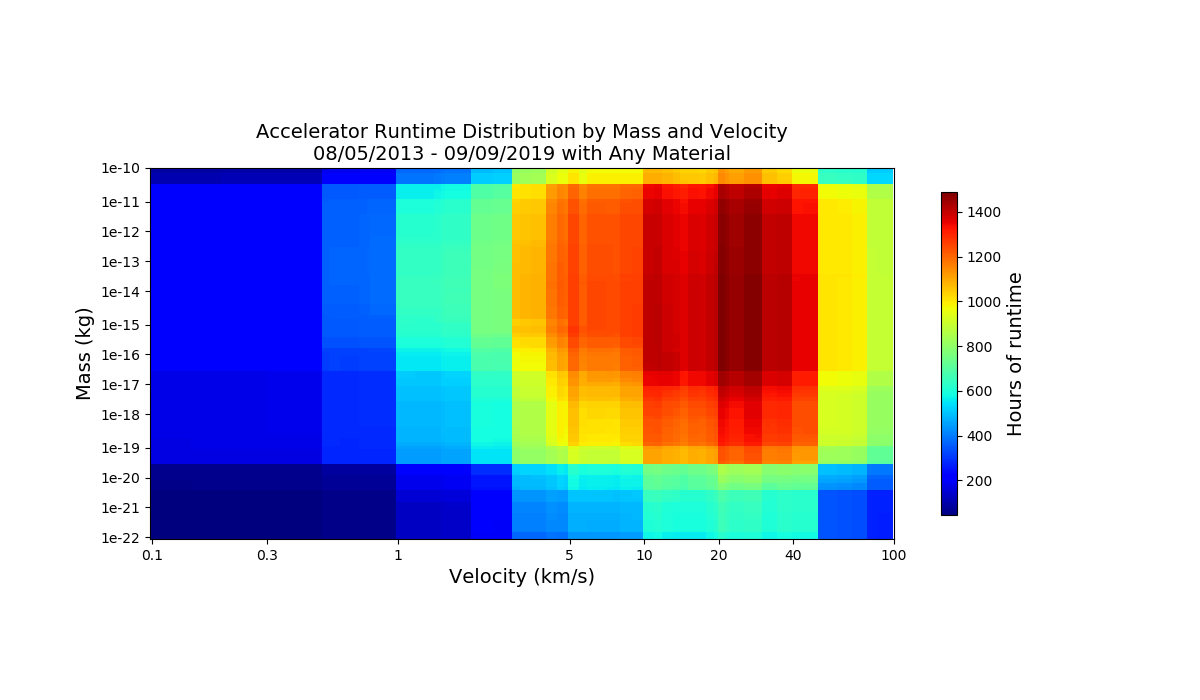 Accelerator Runtime Distribution by Mass and Velocity
08/05/2013 - 09/09/2019 with Any Material
Mass (kg)
1e-10
1e-11
1e-12
1e-13
1e-14
1e-15
1e-16
1e-17
1e-18
1e-19
1e-20
1e-21
1e-22
0.1 0.3 1 5 10 20 40 100
Velocity (km/s)
1400
1200
1000
800
600
400
200
Hours of runtime